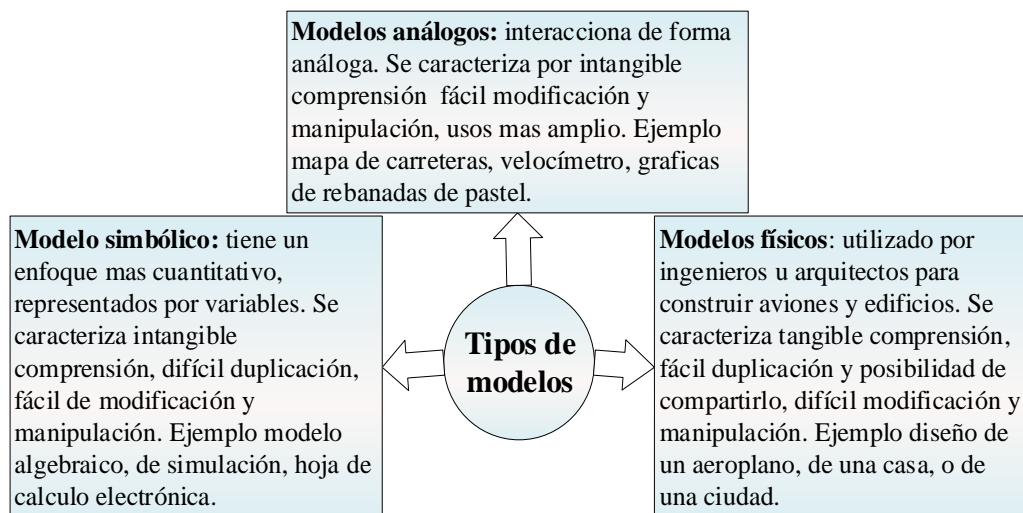 Modelos análogos: interacciona de forma
análoga. Se caracteriza por intangible
comprensión  fácil modificación y
manipulación, usos mas amplio. Ejemplo
mapa de carreteras, velocímetro, graficas
de rebanadas de pastel.
Modelo simbólico: tiene un
enfoque mas cuantitativo,
representados por variables. Se
caracteriza intangible
comprensión, difícil duplicación,
fácil de modificación y
manipulación. Ejemplo modelo
algebraico, de simulación, hoja de
calculo electrónica.
Tipos de
modelos
Modelos físicos: utilizado por
ingenieros u arquitectos para
construir aviones y edificios. Se
caracteriza tangible comprensión,
fácil duplicación y posibilidad de
compartirlo, difícil modificación y
manipulación. Ejemplo diseño de
un aeroplano, de una casa, o de
una ciudad.